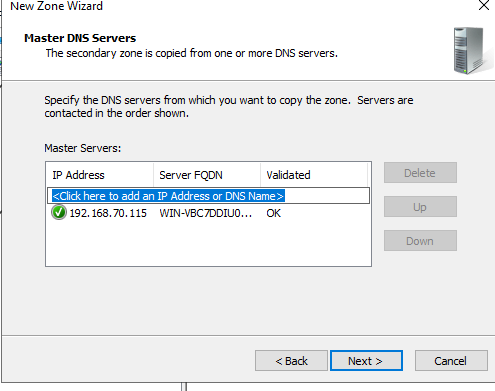 New Zone Wizard
Master DNS Servers
The secondary zone is copied from one or more DNS servers.
Specify the DNS servers from which you want to copy the zone. Servers are
contacted in the order shown.
Master Servers:
IP Address Server FQDN Validated
<Click here to add an IP Address or DNS Name>
192.168.70.115 WIN-VBC7DDIU0... OK
Delete
Up
Down
< Back Next > Cancel